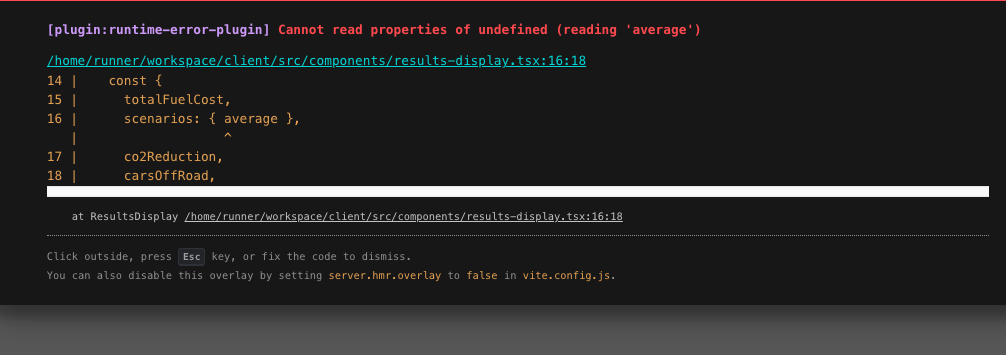 [plugin:runtime-error-plugin] Cannot read properties of undefined (reading 'average')
/home/runner/workspace/client/src/components/results-display.tsx:16:18
14 |    const {
15 |      totalFuelCost,
16 |      scenarios: { average },
   |                   ^
17 |      co2Reduction,
18 |      carsOffRoad,
at ResultsDisplay /home/runner/workspace/client/src/components/results-display.tsx:16:18
Click outside, press Esc key, or fix the code to dismiss.
You can also disable this overlay by setting server.hmr.overlay to false in vite.config.js.